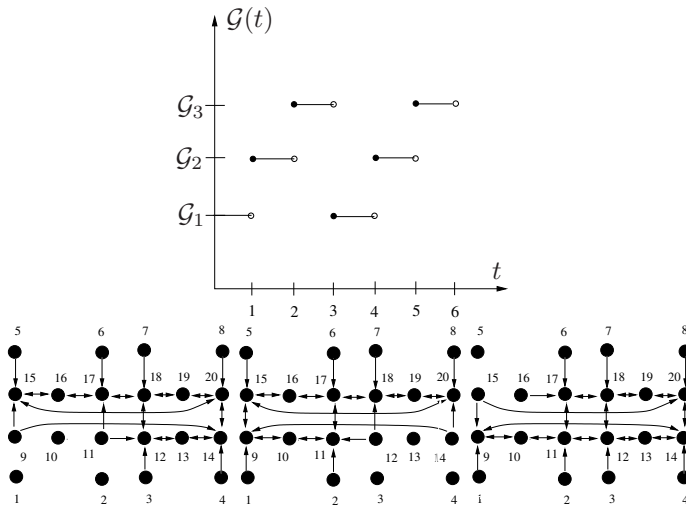 𝒢(t)
𝒢3
𝒢2
𝒢1
t
1 2 3 4 5 6
5 6 7 8 5 6 7 8 5 6 7 8
15 16 17 18 19 20 15 16 17 18 19 20 15 16 17 18 19 20
9 10 11 12 13 14 9 10 11 12 13 14 9 10 11 12 13 14
1 2 3 4 1 2 3 4 i 2 3 4